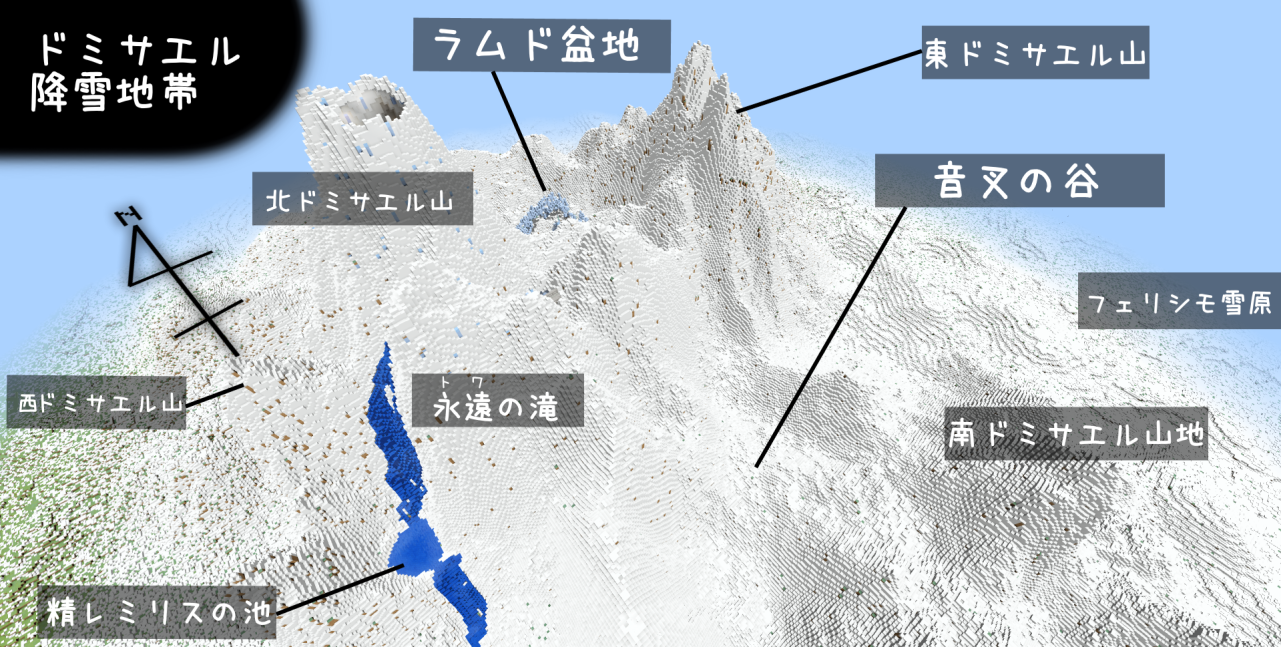 ドミサエル
降雪地帯
ラムド盆地
東ドミサエル山
音叉の谷
北ドミサエル山
フェリシモ雪原
西ドミサエル山
トワ
永遠の滝
南ドミサエル山地
精レミリスの池